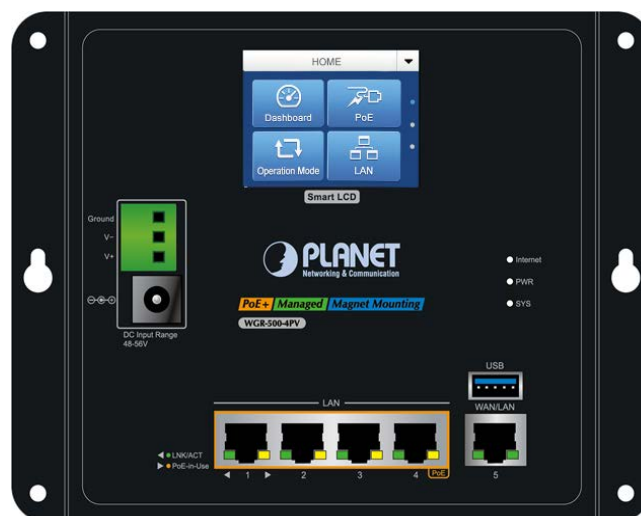 HOME
Dashboard
PoE
Operation Mode
LAN
Smart LCD
Ground
V−
V+
DC Input Range
48-56V
PLANET
Networking & Communication
PoE+ Managed Magnet Mounting
WGR-500-4PV
Internet
PWR
SYS
USB
WAN/LAN
LAN
LNK/ACT
PoE-in-Use
1 2 3 4 PoE 5